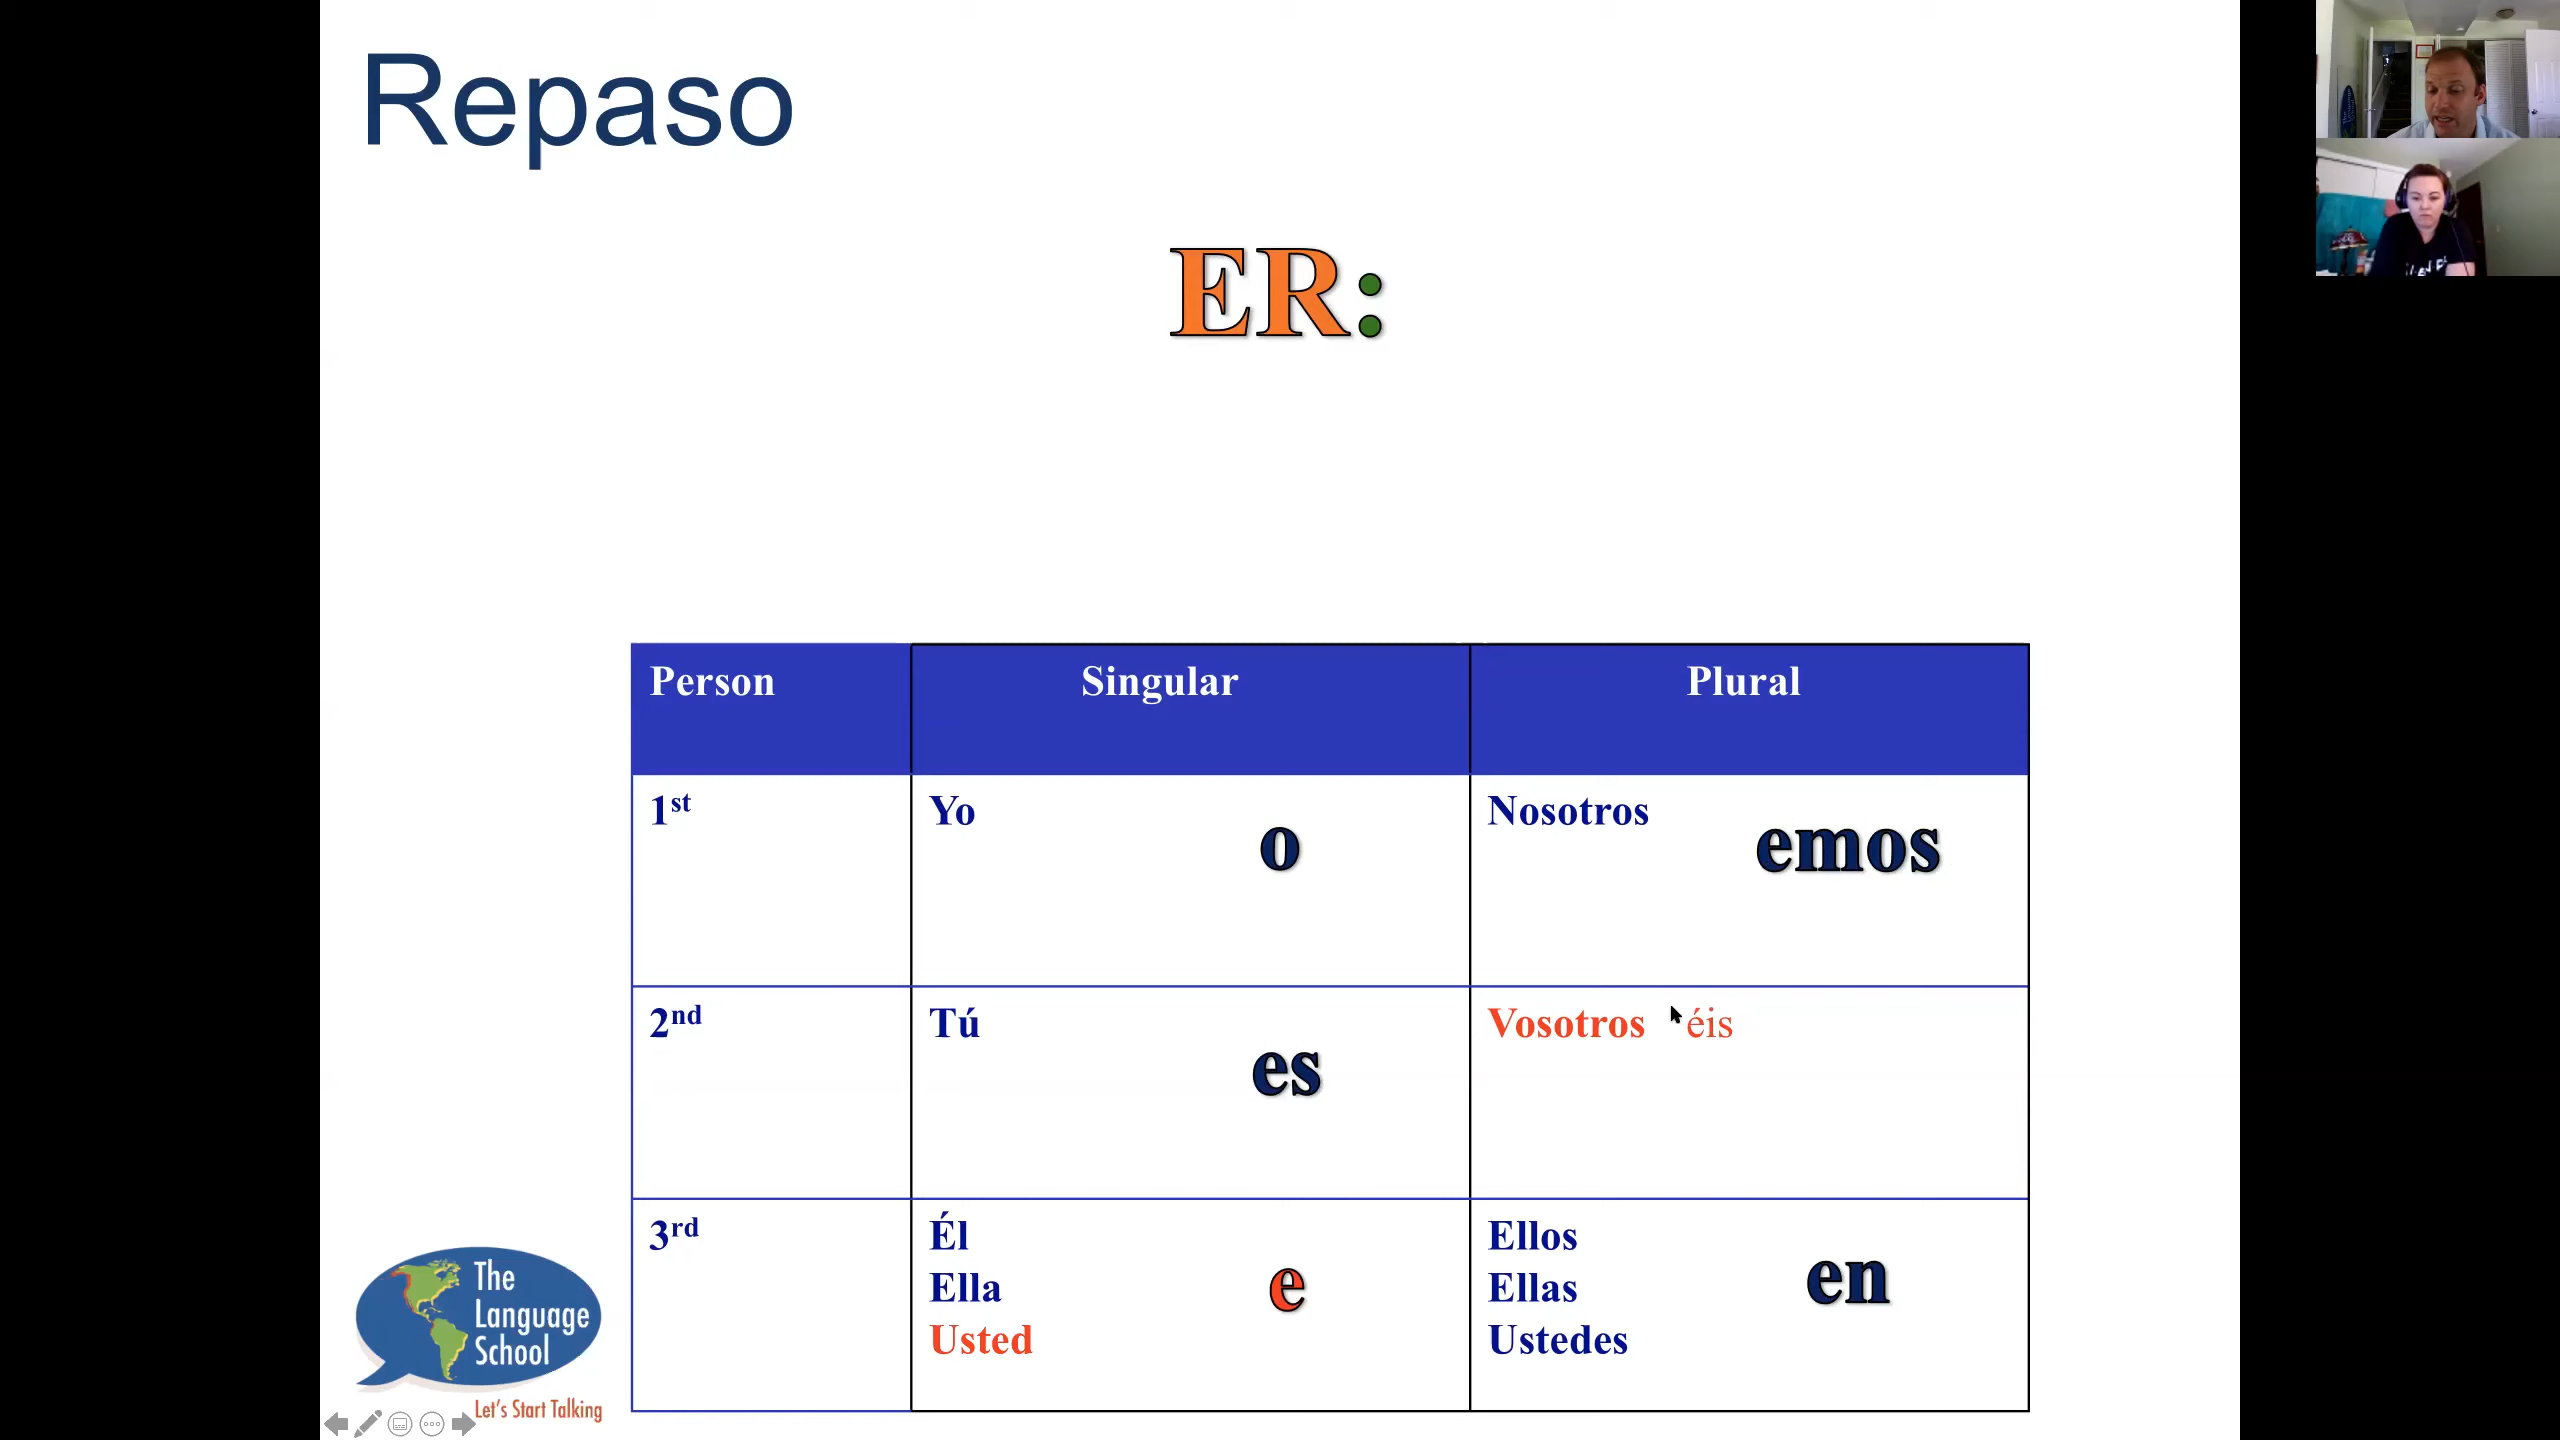 Repaso
ER:
Person Singular Plural
1st Yo o Nosotros emos
2nd Tú es Vosotros éis
3rd Él Ella Usted e Ellos Ellas Ustedes en
The
Language
School
Let's Start Talking